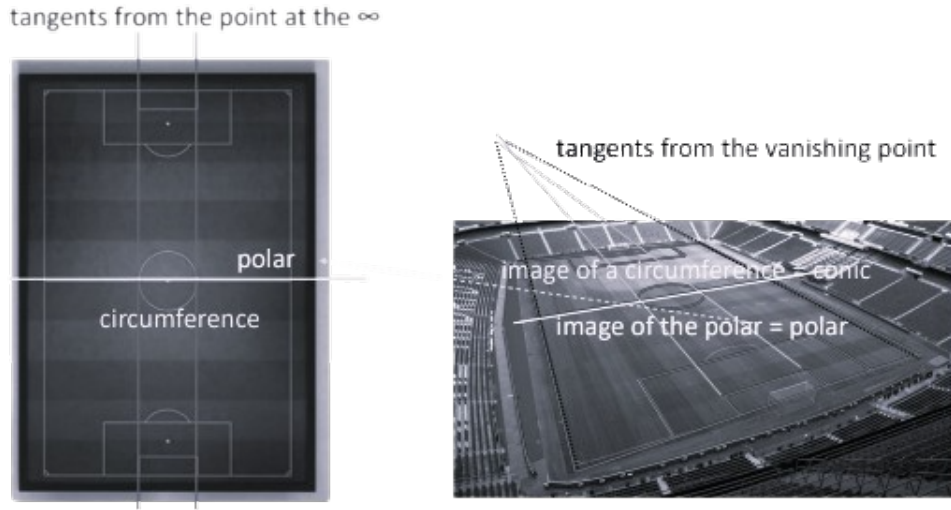 tangents from the point at the ∞
tangents from the vanishing point
polar
image of a circumference = conic
circumference
image of the polar = polar